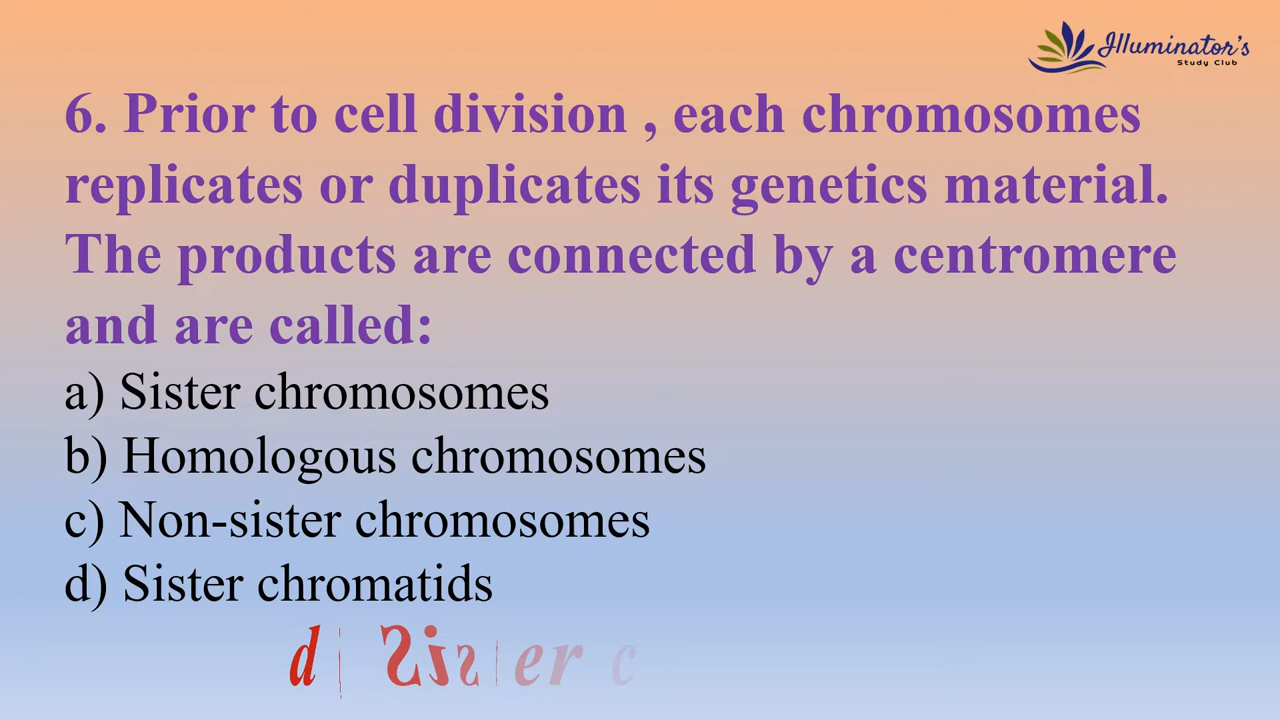 Illuminator's
Study Club
6. Prior to cell division , each chromosomes
replicates or duplicates its genetics material.
The products are connected by a centromere
and are called:
a) Sister chromosomes
b) Homologous chromosomes
c) Non-sister chromosomes
d) Sister chromatids
d) Sister c